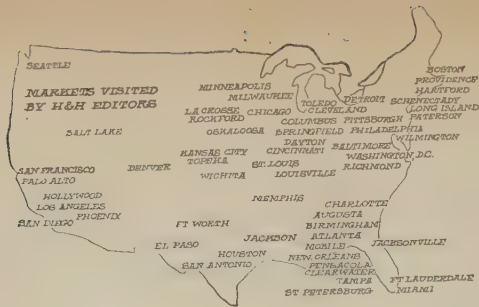 SEATTLE
MARKETS VISITED
BY H&H EDITORS
SALT LAKE
SAN FRANCISCO
PALO ALTO
HOLLYWOOD
LOS ANGELES
PHOENIX
SAN DIEGO
DENVER
MINNEAPOLIS
MILWAUKEE
LA CROSSE
CHICAGO
ROCKFORD
OSKALOOSA
KANSAS CITY
TOPEKA
WICHITA
TOLEDO
DETROIT
CLEVELAND
COLUMBUS
PITTSBURGH
SPRINGFIELD
DAYTON
CINCINNATI
ST. LOUIS
LOUISVILLE
BOSTON
PROVIDENCE
HARTFORD
SCHENECTADY
LONG ISLAND
PATERSON
PHILADELPHIA
WILMINGTON
BALTIMORE
WASHINGTON, D.C.
RICHMOND
MEMPHIS
CHARLOTTE
AUGUSTA
BIRMINGHAM
ATLANTA
FT WORTH
JACKSON
MOBILE
JACKSONVILLE
EL PASO
HOUSTON
SAN ANTONIO
NEW ORLEANS
PENSACOLA
CLEARWATER
TAMPA
ST PETERSBURG
FT LAUDERDALE
MIAMI